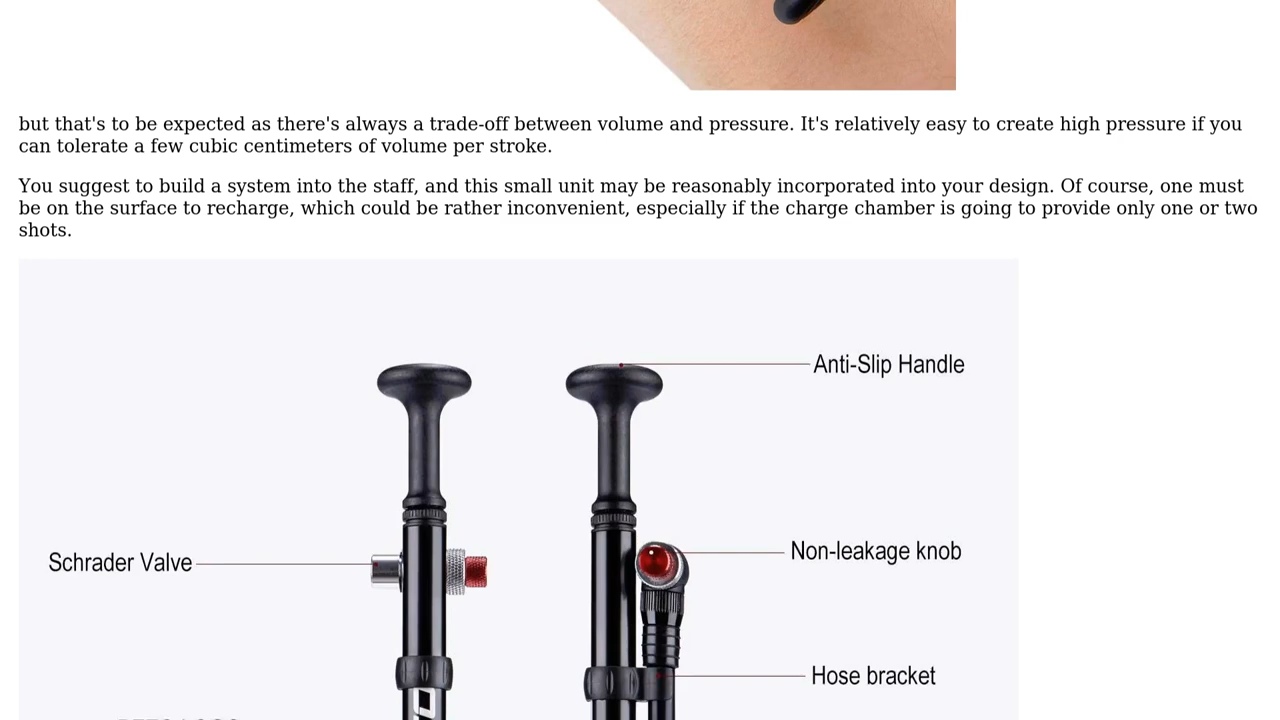 but that's to be expected as there's always a trade-off between volume and pressure. It's relatively easy to create high pressure if you
can tolerate a few cubic centimeters of volume per stroke.
You suggest to build a system into the staff, and this small unit may be reasonably incorporated into your design. Of course, one must
be on the surface to recharge, which could be rather inconvenient, especially if the charge chamber is going to provide only one or two
shots.
Anti-Slip Handle
Schrader Valve
Non-leakage knob
Hose bracket